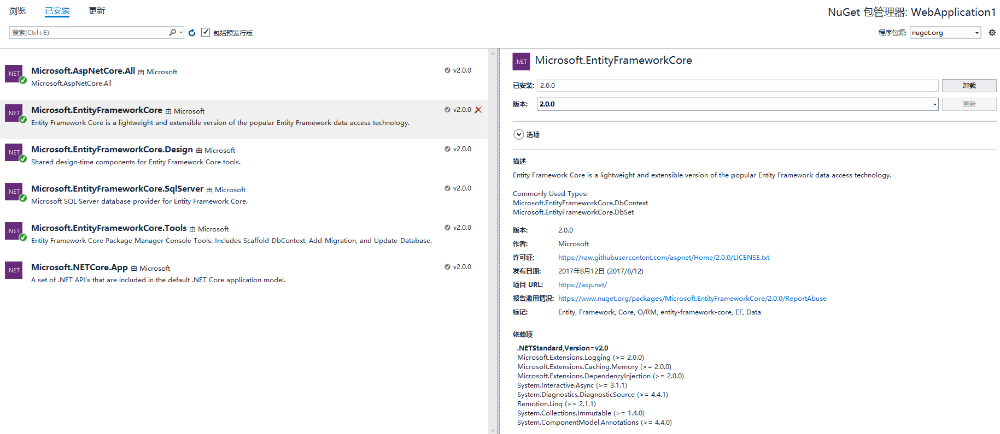 浏览 已安装 更新
NuGet 包管理器: WebApplication1
搜索(Ctrl+E) 包括预发行版
程序包源: nuget.org
.NET Microsoft.AspNetCore.All 由 Microsoft v2.0.0
Microsoft.AspNetCore.All
.NET Microsoft.EntityFrameworkCore 由 Microsoft v2.0.0
Entity Framework Core is a lightweight and extensible version of the popular Entity Framework data access technology.
.NET Microsoft.EntityFrameworkCore.Design 由 Microsoft v2.0.0
Shared design-time components for Entity Framework Core tools.
.NET Microsoft.EntityFrameworkCore.SqlServer 由 Microsoft v2.0.0
Microsoft SQL Server database provider for Entity Framework Core.
.NET Microsoft.EntityFrameworkCore.Tools 由 Microsoft v2.0.0
Entity Framework Core Package Manager Console Tools. Includes Scaffold-DbContext, Add-Migration, and Update-Database.
.NET Microsoft.NETCore.App 由 Microsoft v2.0.0
A set of .NET API's that are included in the default .NET Core application model.
.NET Microsoft.EntityFrameworkCore
已安装: 2.0.0 卸载
版本: 2.0.0 更新
选项
描述
Entity Framework Core is a lightweight and extensible version of the popular Entity Framework data access technology.
Commonly Used Types:
Microsoft.EntityFrameworkCore.DbContext
Microsoft.EntityFrameworkCore.DbSet
版本: 2.0.0
作者: Microsoft
许可证: https://raw.githubusercontent.com/aspnet/Home/2.0.0/LICENSE.txt
发布日期: 2017年8月12日 (2017/8/12)
项目 URL: https://asp.net/
报告滥用情况: https://www.nuget.org/packages/Microsoft.EntityFrameworkCore/2.0.0/ReportAbuse
标记: Entity, Framework, Core, O/RM, entity-framework-core, EF, Data
依赖项
.NETStandard,Version=v2.0
Microsoft.Extensions.Logging (>= 2.0.0)
Microsoft.Extensions.Caching.Memory (>= 2.0.0)
Microsoft.Extensions.DependencyInjection (>= 2.0.0)
System.Interactive.Async (>= 3.1.1)
System.Diagnostics.DiagnosticSource (>= 4.4.1)
Remotion.Linq (>= 2.1.1)
System.Collections.Immutable (>= 1.4.0)
System.ComponentModel.Annotations (>= 4.4.0)